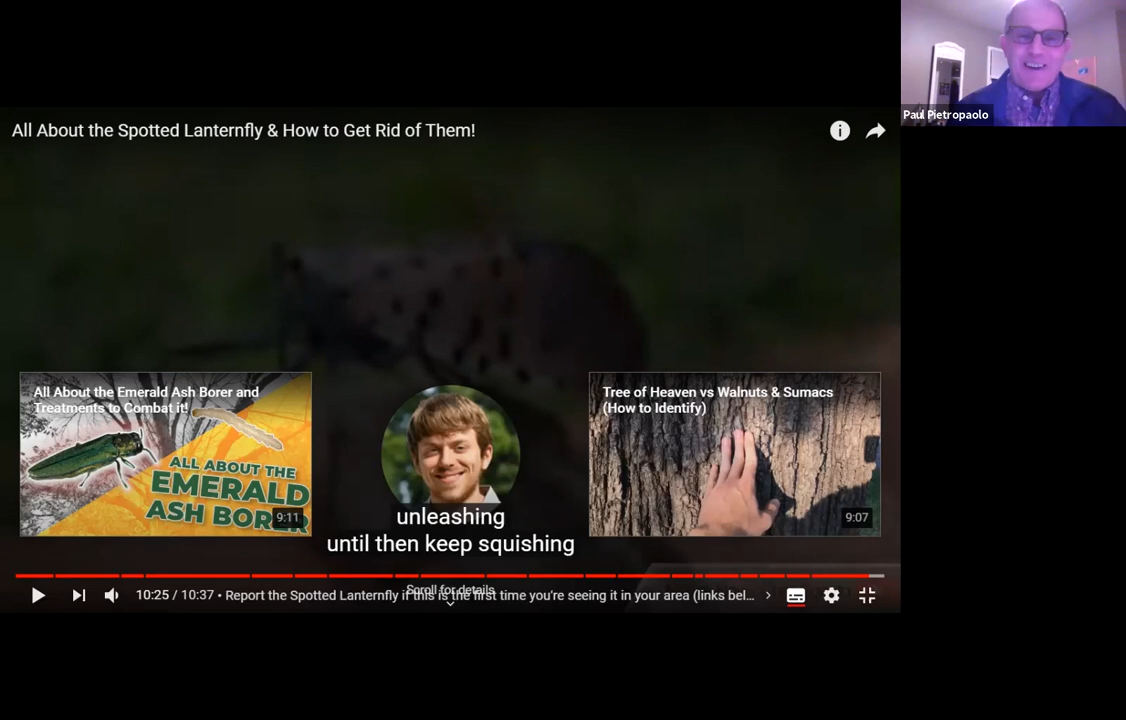 Paul Pietropaolo
All About the Spotted Lanternfly & How to Get Rid of Them!
All About the Emerald Ash Borer and
Treatments to Combat it!
ALL ABOUT THE
EMERALD
ASH BORER
9:11
unleashing
until then keep squishing
Tree of Heaven vs Walnuts & Sumacs
(How to Identify)
9:07
Scroll for details
10:25 / 10:37 • Report the Spotted Lanternfly if this is the first time you're seeing it in your area (links bel...